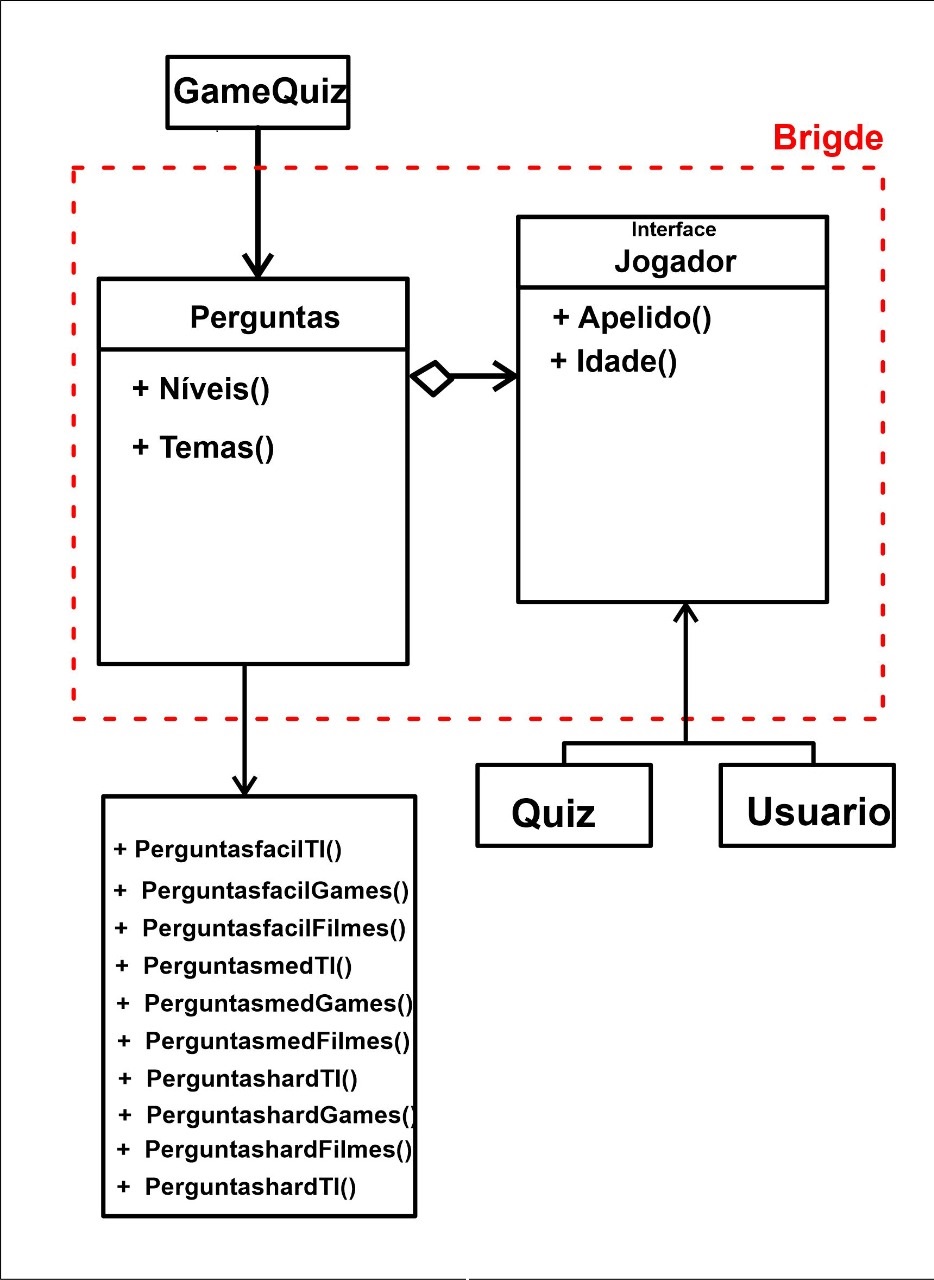 GameQuiz
Brigde
Interface
Jogador
+ Apelido()
+ Idade()
Perguntas
+ Níveis()
+ Temas()
Quiz
Usuario
+ PerguntasfacilTI()
+ PerguntasfacilGames()
+ PerguntasfacilFilmes()
+ PerguntasmedTI()
+ PerguntasmedGames()
+ PerguntasmedFilmes()
+ PerguntashardTI()
+ PerguntashardGames()
+ PerguntashardFilmes()
+ PerguntashardTI()